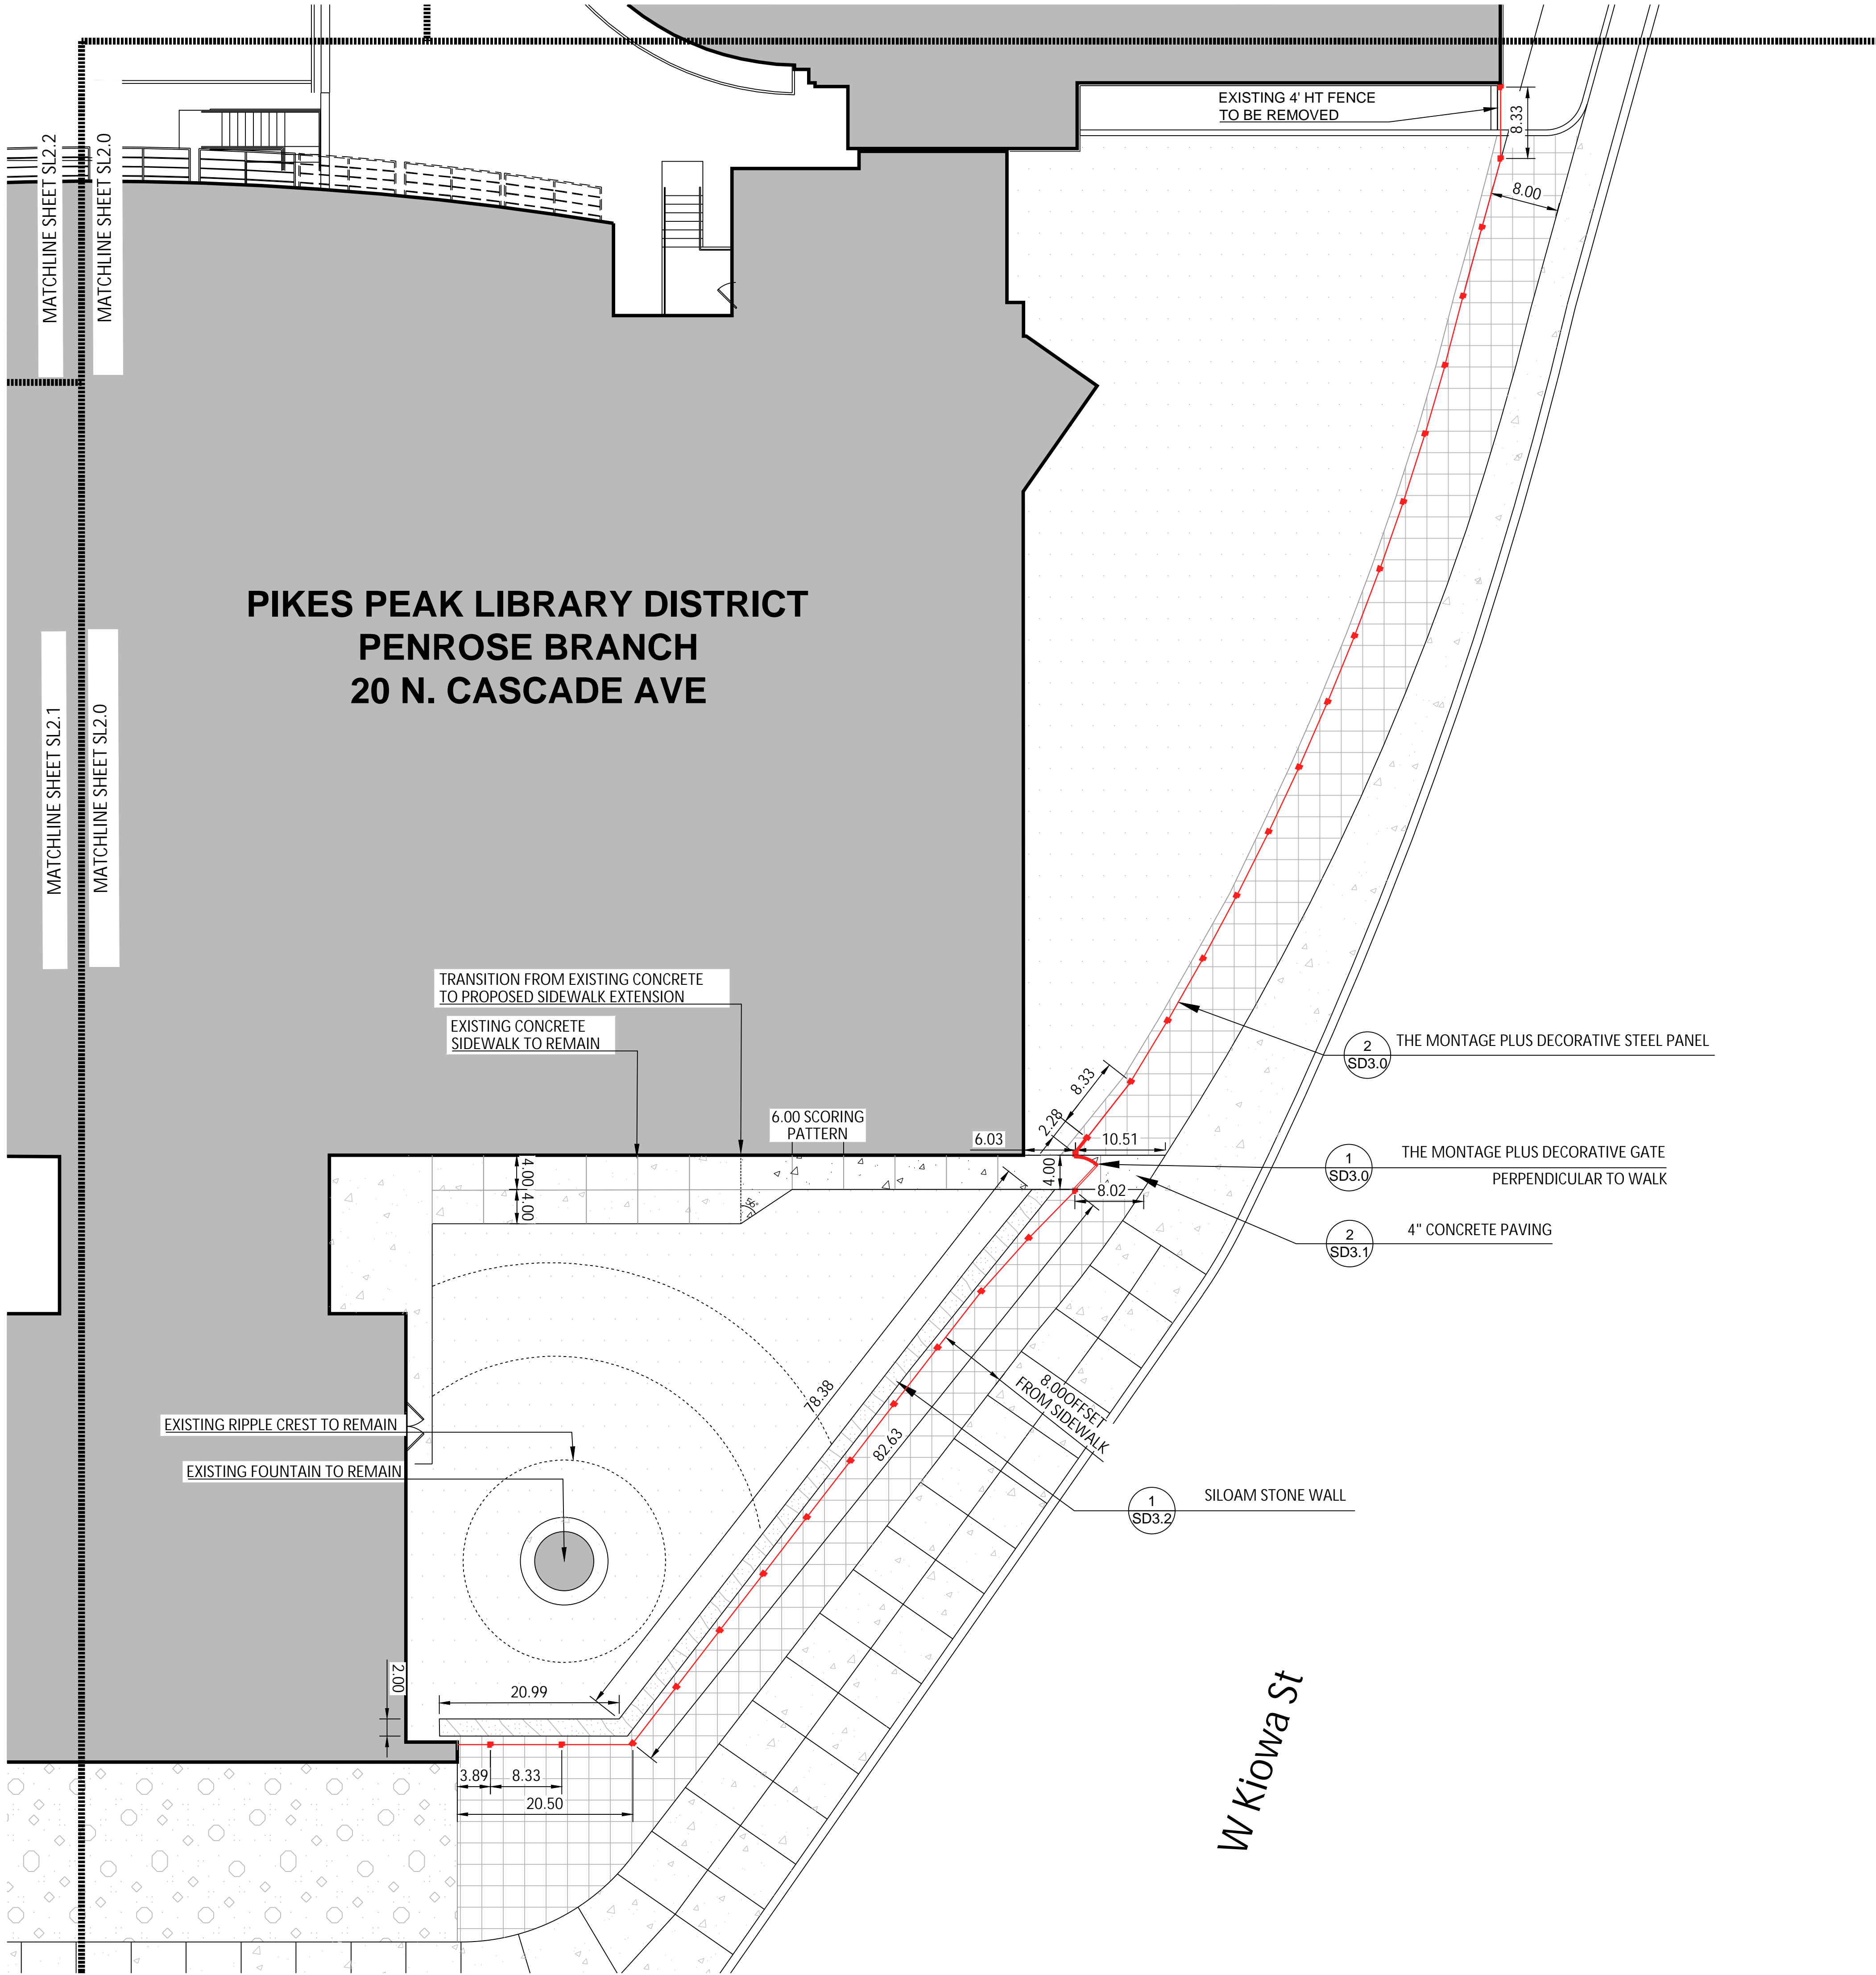 EXISTING 4' HT FENCE
TO BE REMOVED
8.33
8.00
MATCHLINE SHEET SL2.2
MATCHLINE SHEET SL2.0
PIKES PEAK LIBRARY DISTRICT
PENROSE BRANCH
20 N. CASCADE AVE
MATCHLINE SHEET SL2.1
MATCHLINE SHEET SL2.0
TRANSITION FROM EXISTING CONCRETE
TO PROPOSED SIDEWALK EXTENSION
EXISTING CONCRETE
SIDEWALK TO REMAIN
2
SD3.0
THE MONTAGE PLUS DECORATIVE STEEL PANEL
8.33
2.28
6.00 SCORING
PATTERN
6.03
10.51
1
SD3.0
THE MONTAGE PLUS DECORATIVE GATE
PERPENDICULAR TO WALK
4.00
4.00
4.00
8.02
56°
2
SD3.1
4" CONCRETE PAVING
78.38
82.63
8.00OFFSET
FROM SIDEWALK
EXISTING RIPPLE CREST TO REMAIN
EXISTING FOUNTAIN TO REMAIN
1
SD3.2
SILOAM STONE WALL
2.00
20.99
3.89
8.33
20.50
W Kiowa St